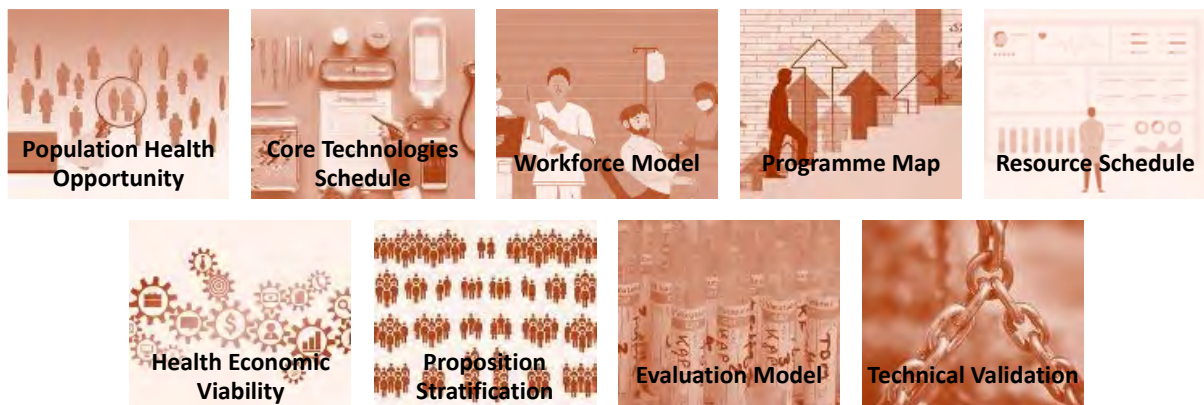 Population Health
Opportunity
Core Technologies
Schedule
Workforce Model
Programme Map
Resource Schedule
Health Economic
Viability
Proposition
Stratification
Evaluation Model
Technical Validation